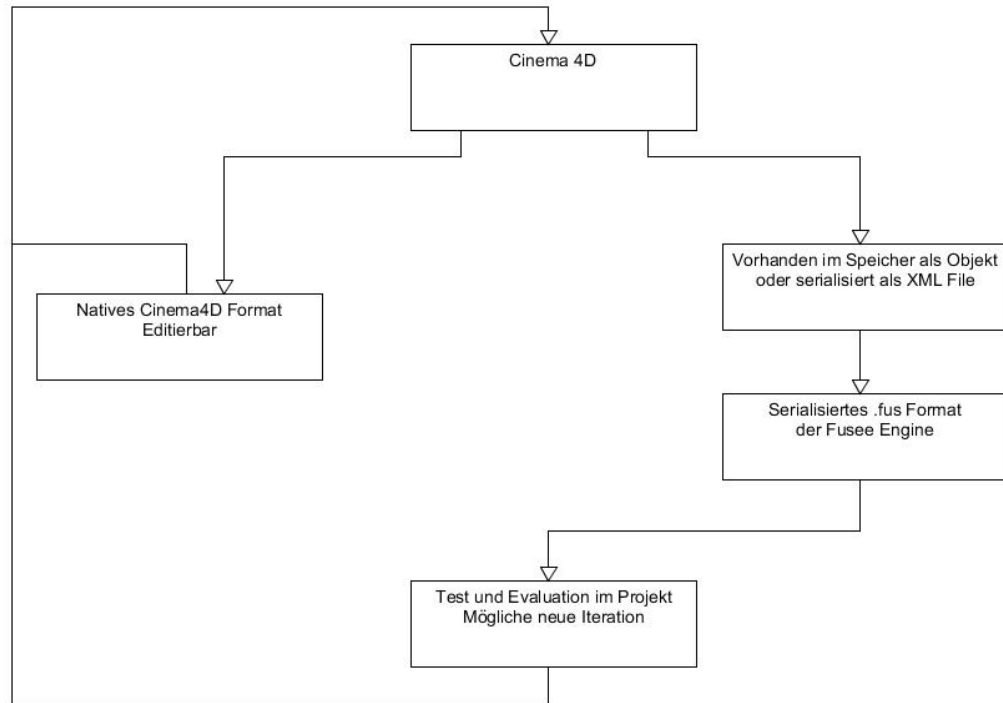 Cinema 4D
Vorhanden im Speicher als Objekt
oder serialisiert als XML File
Natives Cinema4D Format
Editierbar
Serialisiertes .fus Format
der Fusee Engine
Test und Evaluation im Projekt
Mögliche neue Iteration